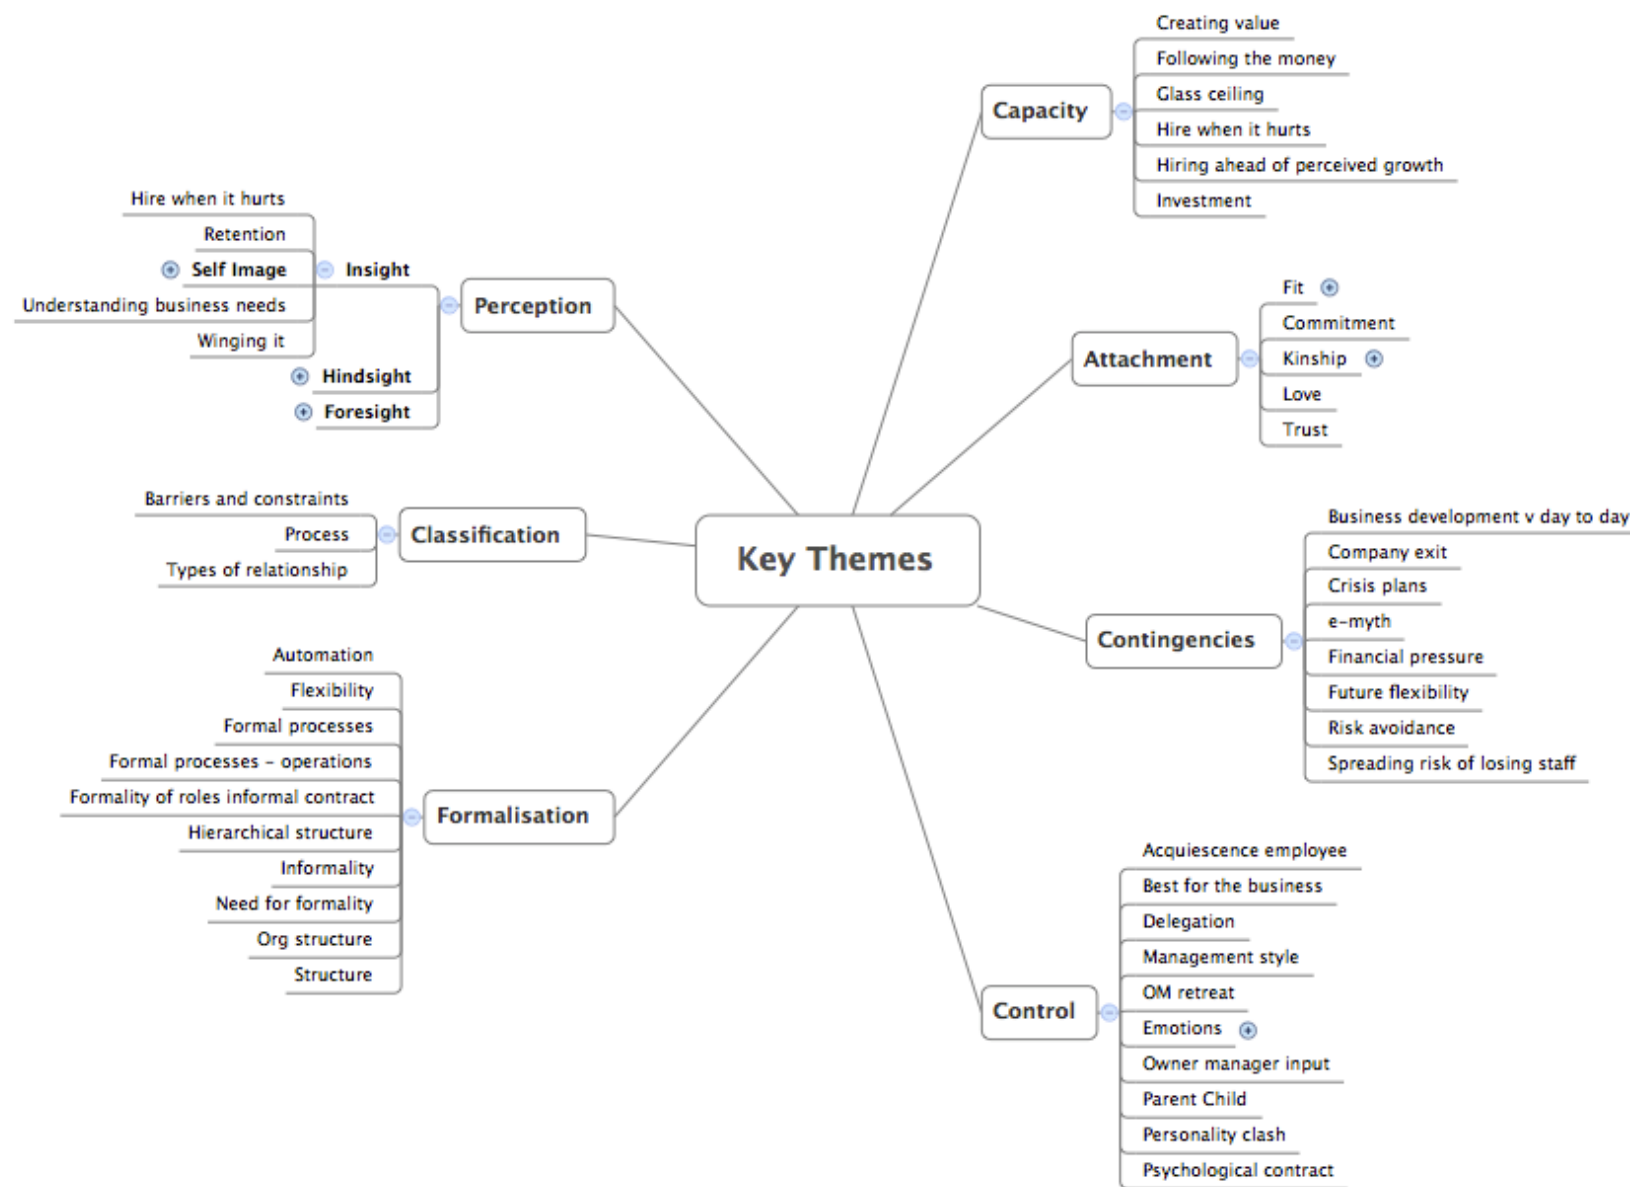 Key Themes
Capacity
Creating value
Following the money
Glass ceiling
Hire when it hurts
Hiring ahead of perceived growth
Investment
Attachment
Fit
Commitment
Kinship
Love
Trust
Contingencies
Business development v day to day
Company exit
Crisis plans
e-myth
Financial pressure
Future flexibility
Risk avoidance
Spreading risk of losing staff
Control
Acquiescence employee
Best for the business
Delegation
Management style
OM retreat
Emotions
Owner manager input
Parent Child
Personality clash
Psychological contract
Perception
Insight
Hire when it hurts
Retention
Self Image
Understanding business needs
Winging it
Hindsight
Foresight
Classification
Barriers and constraints
Process
Types of relationship
Formalisation
Automation
Flexibility
Formal processes
Formal processes - operations
Formality of roles informal contract
Hierarchical structure
Informality
Need for formality
Org structure
Structure